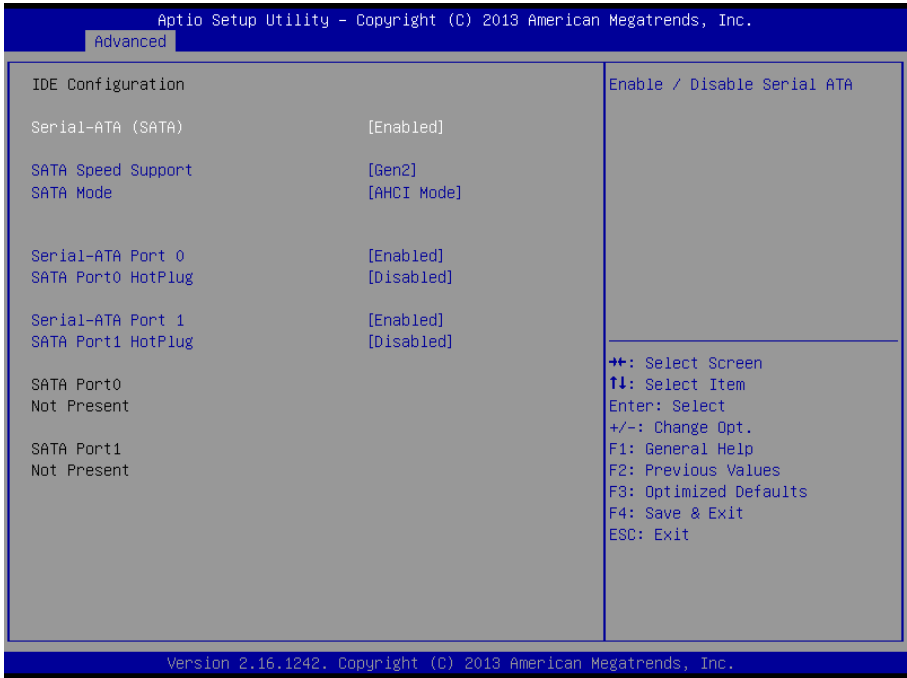 Aptio Setup Utility – Copyright (C) 2013 American Megatrends, Inc.
Advanced
IDE Configuration
Serial-ATA (SATA) [Enabled]
SATA Speed Support [Gen2]
SATA Mode [AHCI Mode]
Serial-ATA Port 0 [Enabled]
SATA Port0 HotPlug [Disabled]
Serial-ATA Port 1 [Enabled]
SATA Port1 HotPlug [Disabled]
SATA Port0
Not Present
SATA Port1
Not Present
Enable / Disable Serial ATA
→←: Select Screen
↑↓: Select Item
Enter: Select
+/-: Change Opt.
F1: General Help
F2: Previous Values
F3: Optimized Defaults
F4: Save & Exit
ESC: Exit
Version 2.16.1242. Copyright (C) 2013 American Megatrends, Inc.